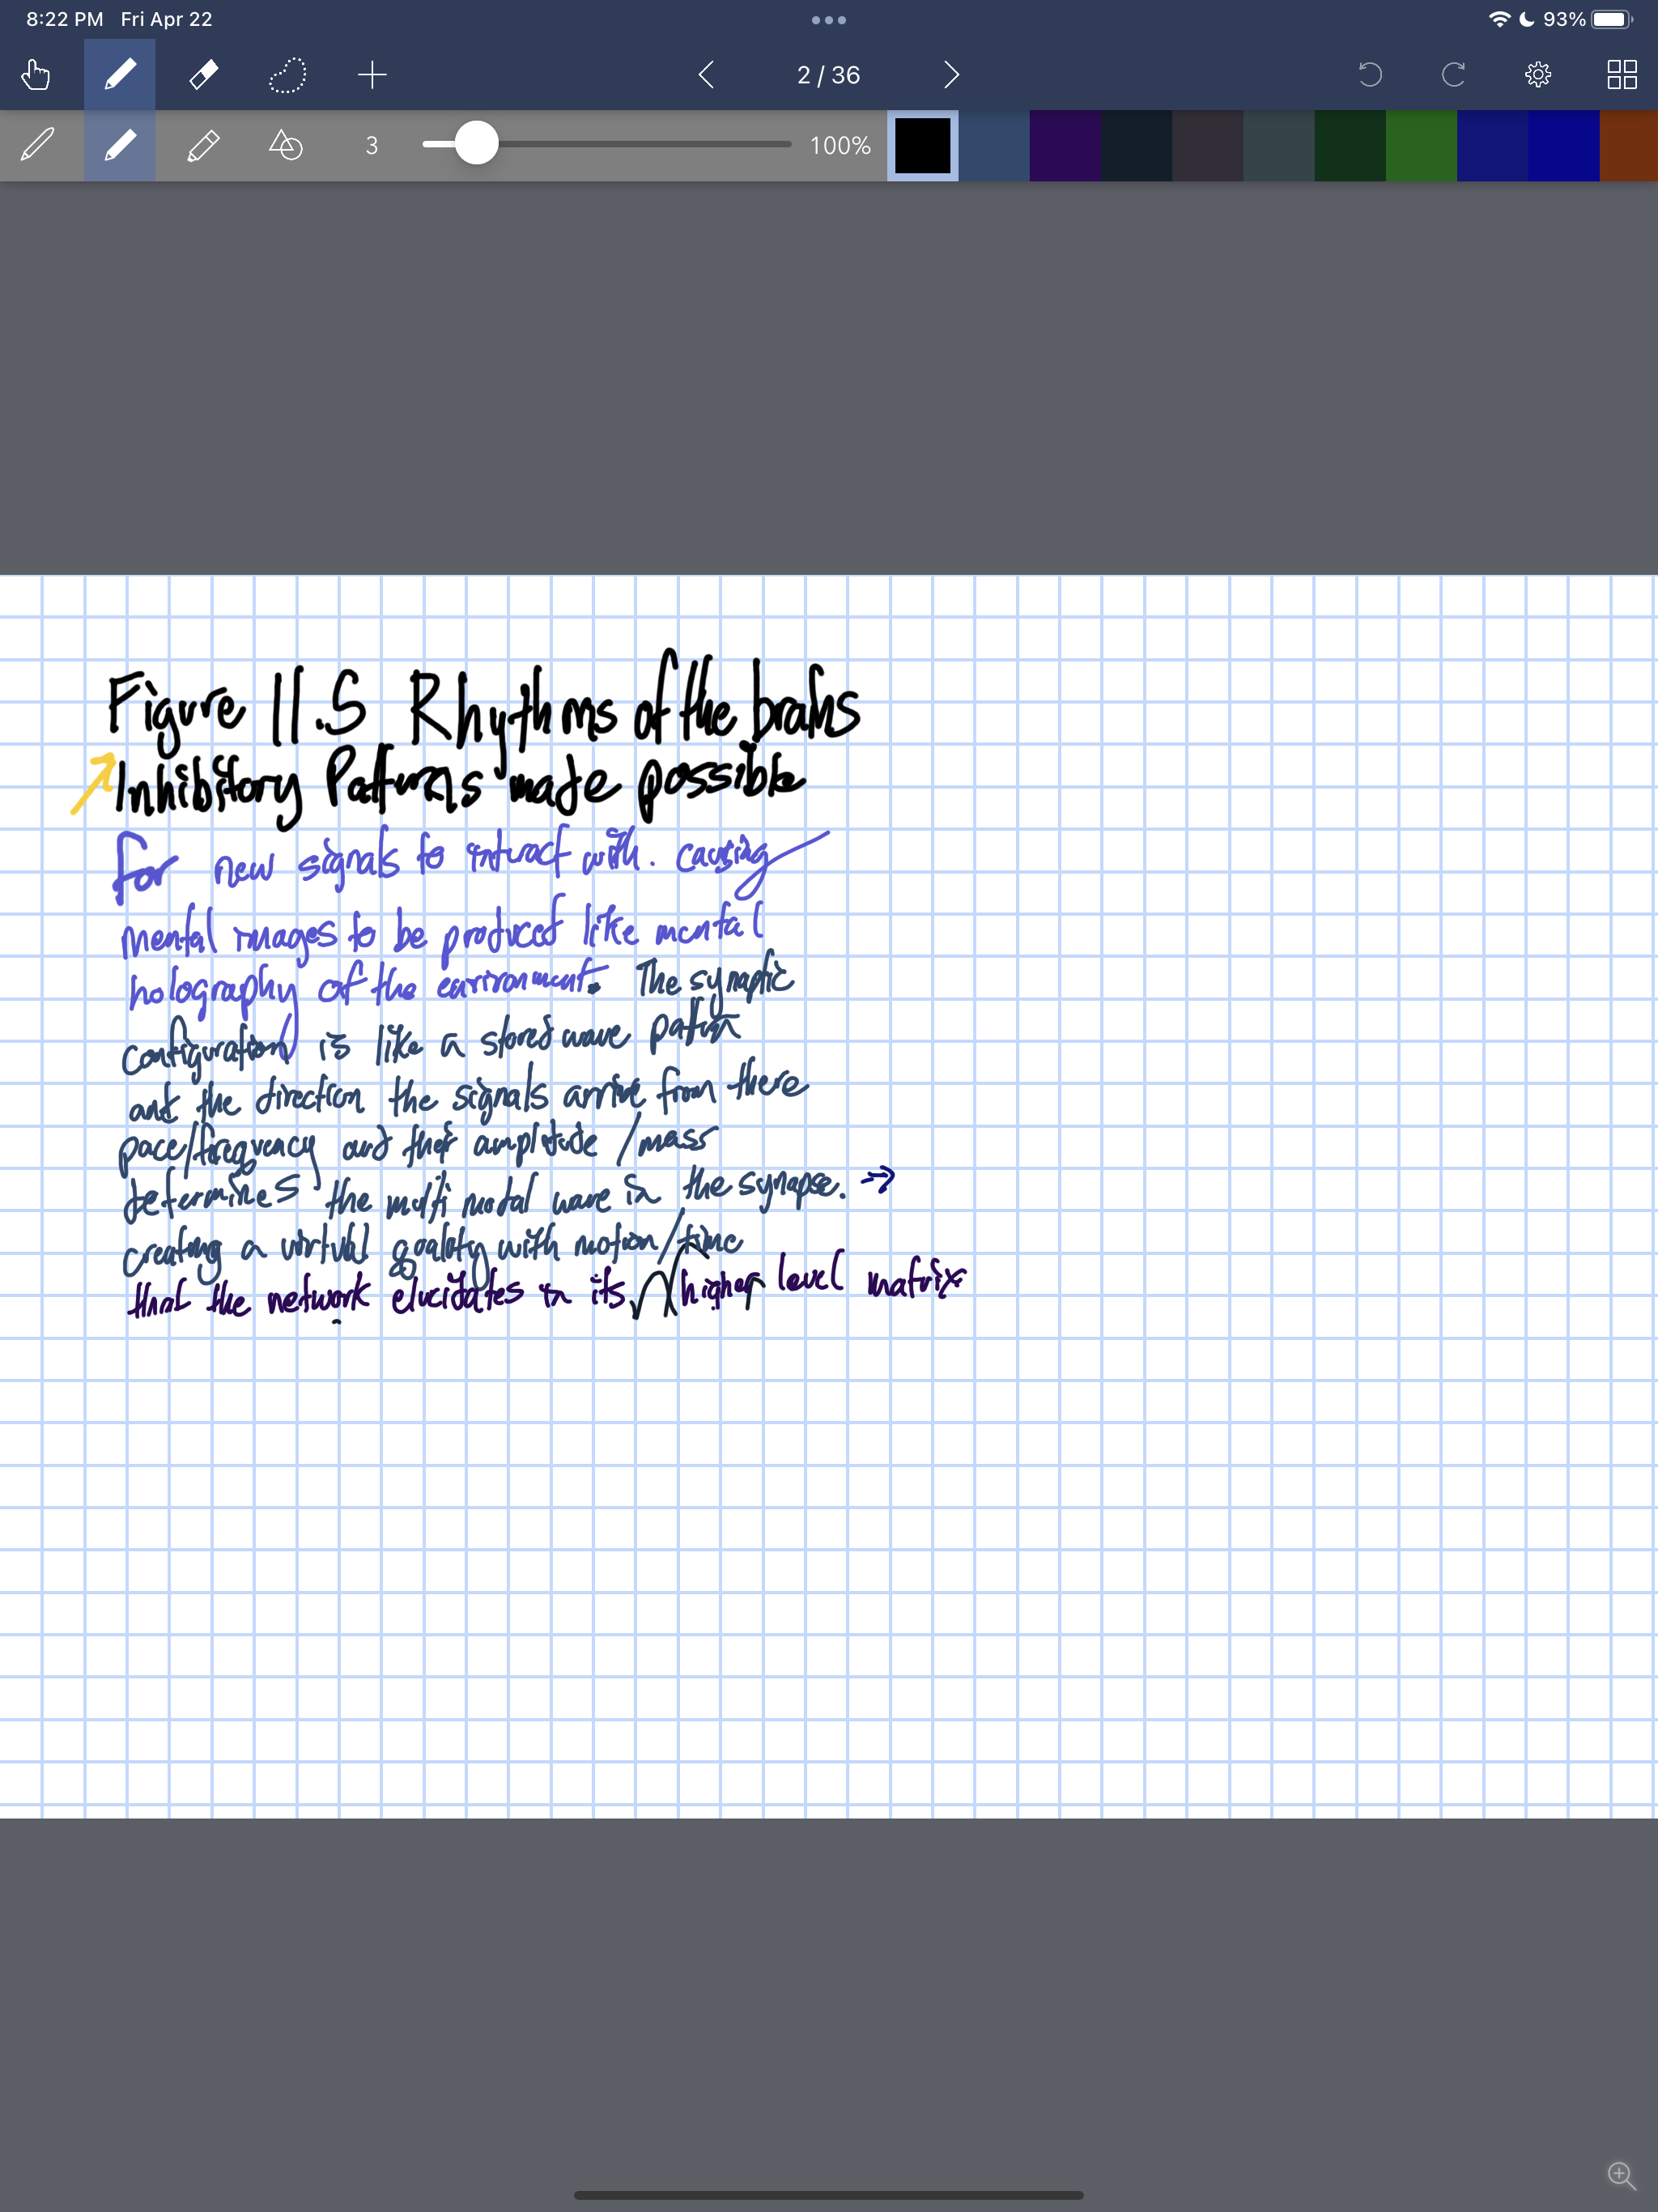 8:22 PM Fri Apr 22
93%
2 / 36
3
100%
Figure 11.5 Rhythms of the brains
Inhibitory Patterns made possible
for new signals to interact with. causing
mental images to be produced like mental
holography of the environment. The synaptic
configuration is like a stored wave pattern
and the direction the signals arrive from there
pace/frequency and their amplitude/mass
determines the multi modal wave in the synapse. →
creating a virtual quality with motion/time
that the network elucidates in its higher level matrix